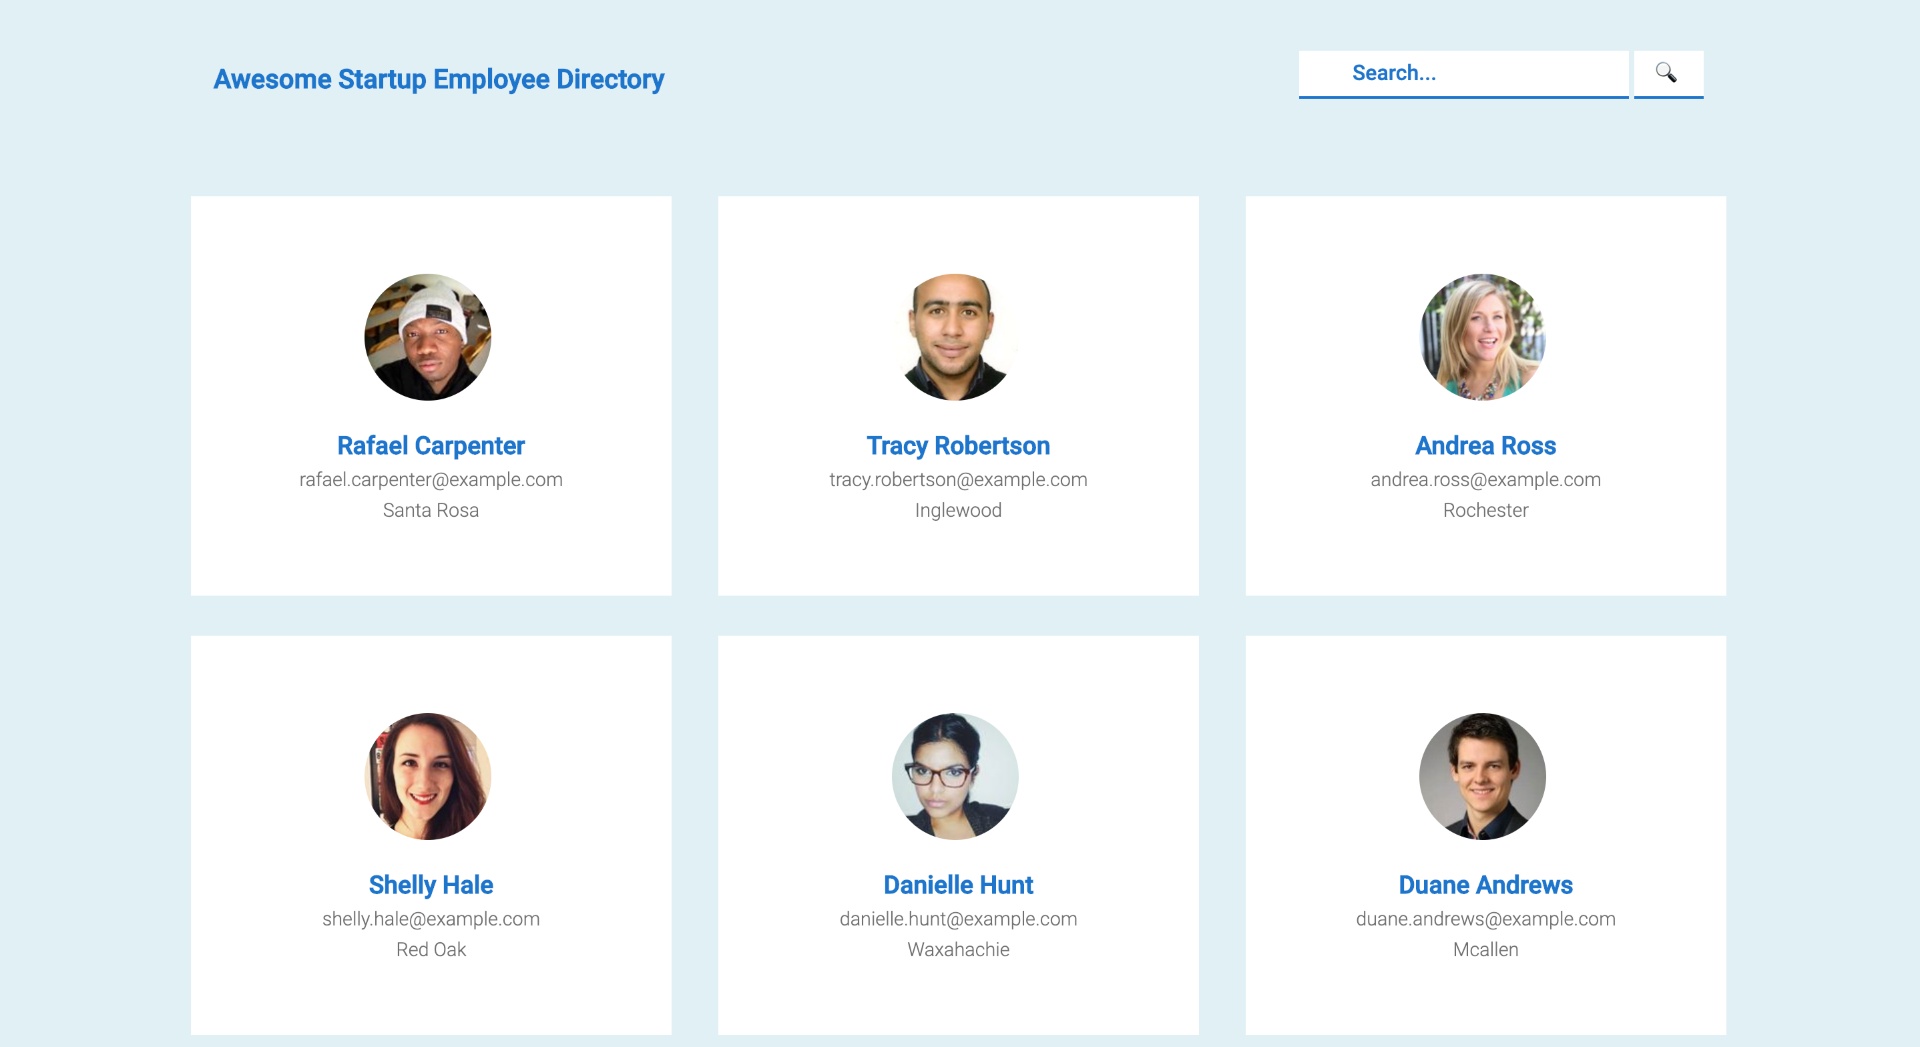 Awesome Startup Employee Directory
Search...
Rafael Carpenter
rafael.carpenter@example.com
Santa Rosa
Tracy Robertson
tracy.robertson@example.com
Inglewood
Andrea Ross
andrea.ross@example.com
Rochester
Shelly Hale
shelly.hale@example.com
Red Oak
Danielle Hunt
danielle.hunt@example.com
Waxahachie
Duane Andrews
duane.andrews@example.com
Mcallen